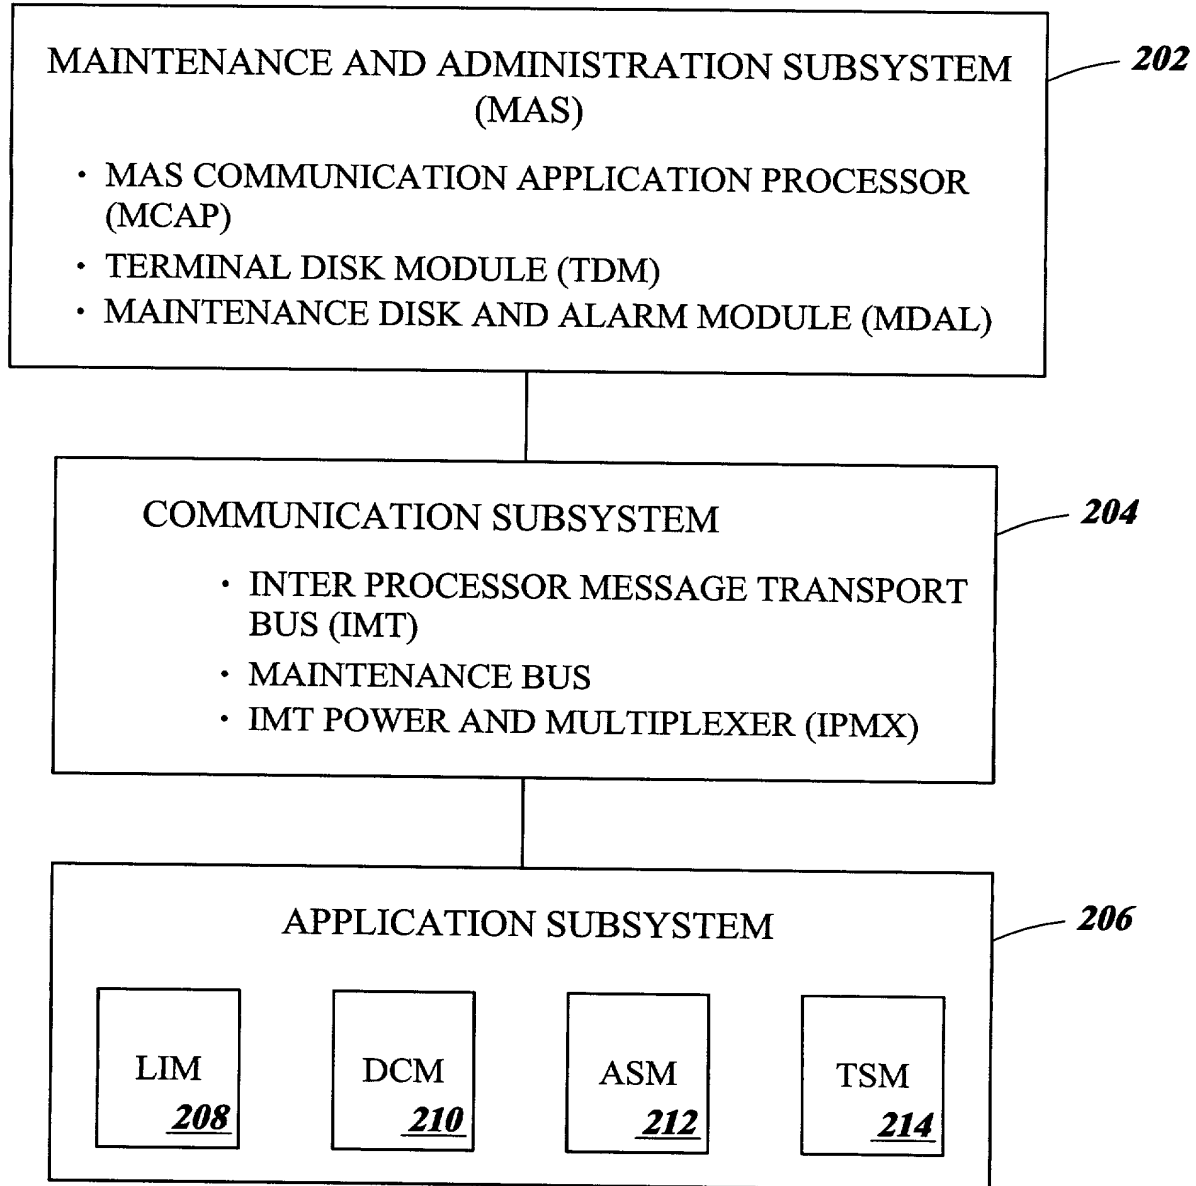 MAINTENANCE AND ADMINISTRATION SUBSYSTEM
(MAS)
202
· MAS COMMUNICATION APPLICATION PROCESSOR
(MCAP)
· TERMINAL DISK MODULE (TDM)
· MAINTENANCE DISK AND ALARM MODULE (MDAL)
COMMUNICATION SUBSYSTEM
204
· INTER PROCESSOR MESSAGE TRANSPORT
BUS (IMT)
· MAINTENANCE BUS
· IMT POWER AND MULTIPLEXER (IPMX)
APPLICATION SUBSYSTEM
206
LIM
208
DCM
210
ASM
212
TSM
214